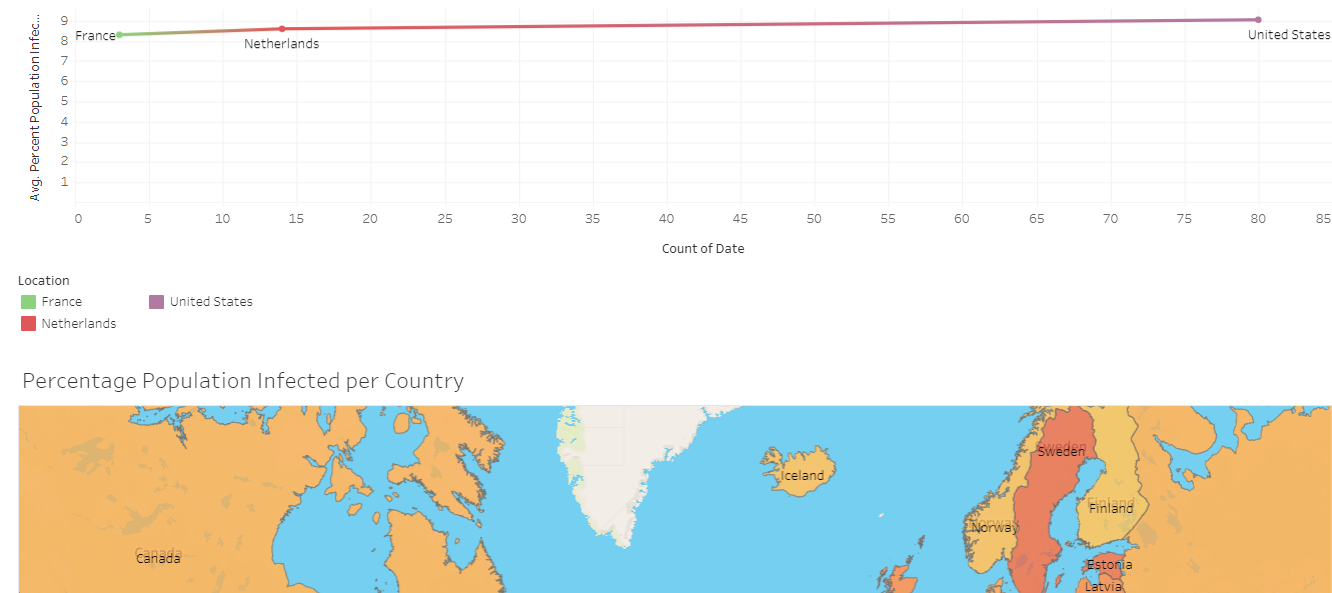 Avg. Percent Population Infec...
9
8
7
6
5
4
3
2
1
France
Netherlands
United States
0 5 10 15 20 25 30 35 40 45 50 55 60 65 70 75 80 85
Count of Date
Location
France United States
Netherlands
Percentage Population Infected per Country
Sweden
Iceland
Finland
Norway
Canada
Estonia
Latvia